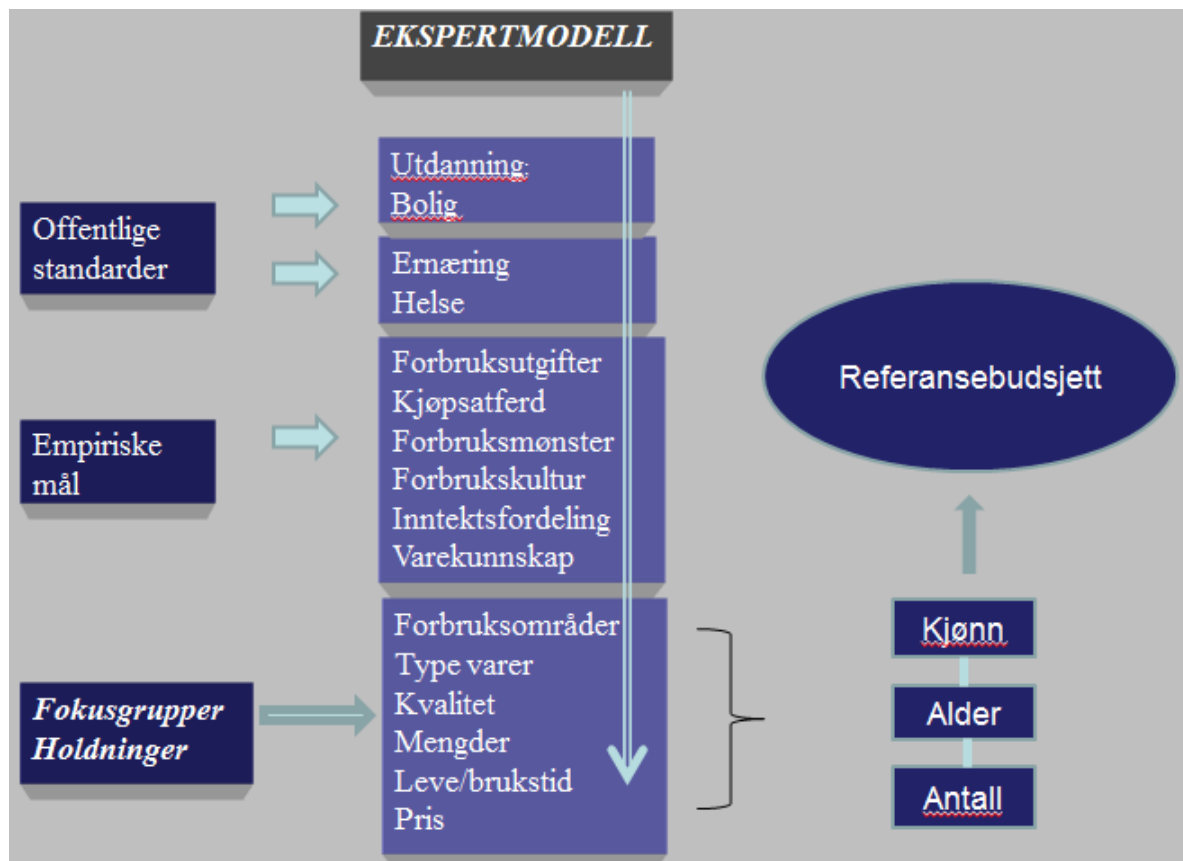 EKSPERTMODELL
Offentlige
standarder
Empiriske
mål
Fokusgrupper
Holdninger
Utdanning:
Bolig
Ernæring
Helse
Forbruksutgifter
Kjøpsatferd
Forbruksmønster
Forbrukskultur
Inntektsfordeling
Varekunnskap
Forbruksområder
Type varer
Kvalitet
Mengder
Leve/brukstid
Pris
Referansebudsjett
Kjønn
Alder
Antall